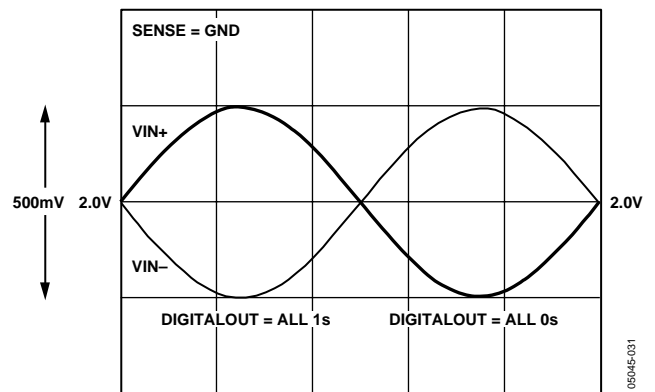 SENSE = GND
VIN+
500mV 2.0V 2.0V
VIN–
DIGITALOUT = ALL 1s DIGITALOUT = ALL 0s
05045-031